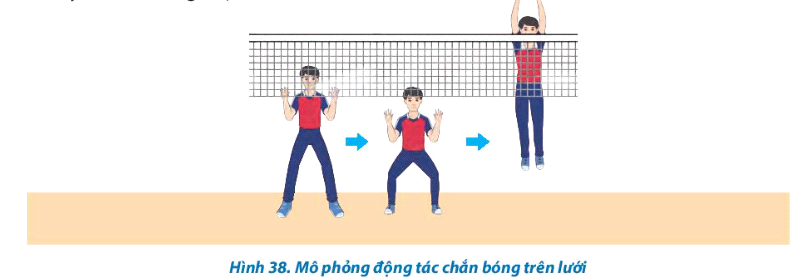 Hình 38. Mô phỏng động tác chắn bóng trên lưới